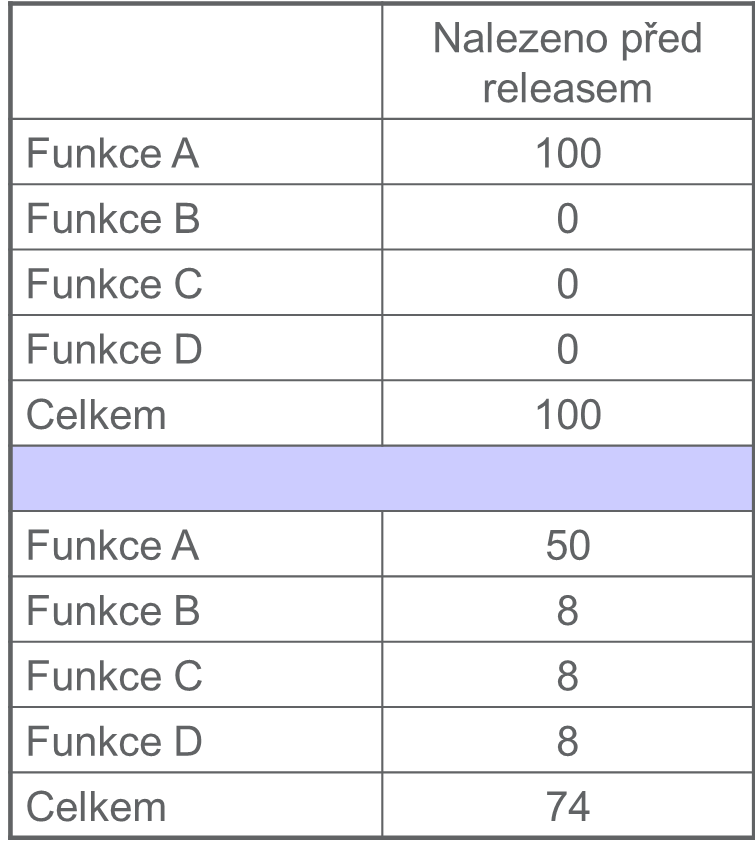 Nalezeno před
releasem
Funkce A 100
Funkce B 0
Funkce C 0
Funkce D 0
Celkem 100
Funkce A 50
Funkce B 8
Funkce C 8
Funkce D 8
Celkem 74